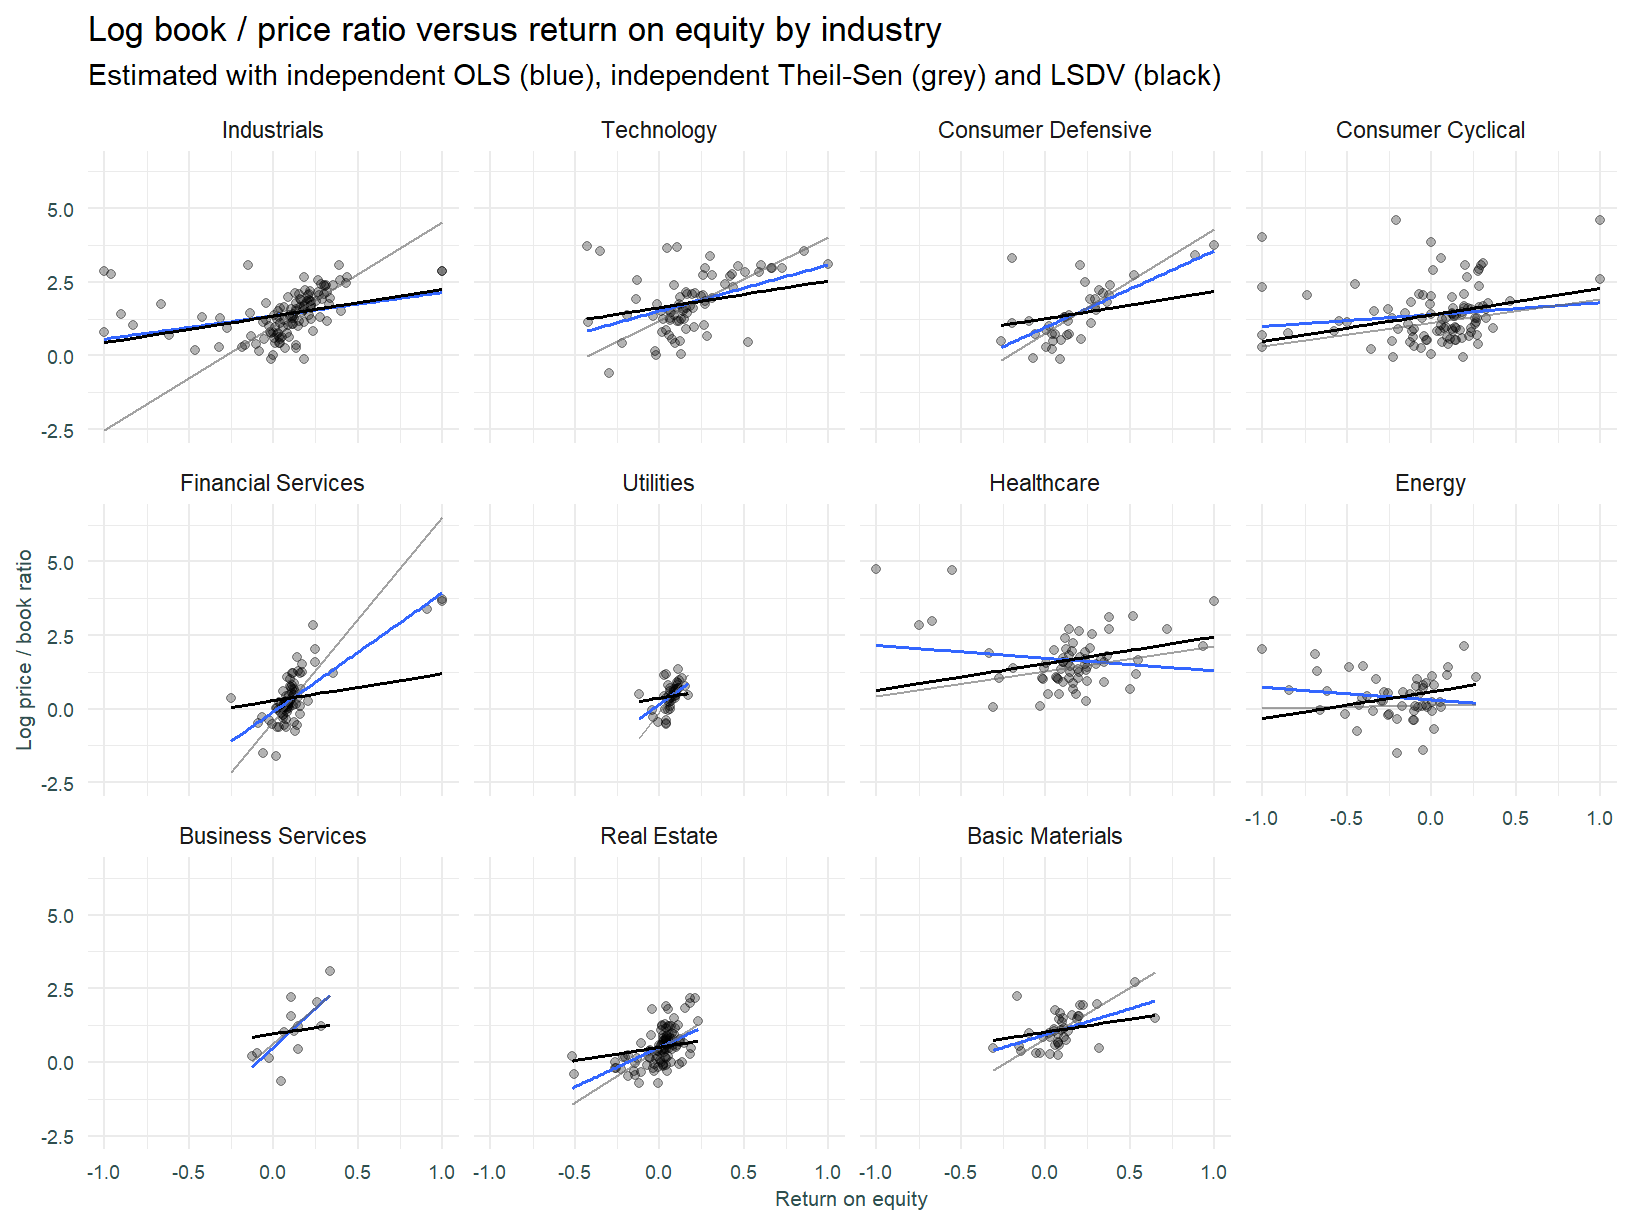 Log book / price ratio versus return on equity by industry
Estimated with independent OLS (blue), independent Theil-Sen (grey) and LSDV (black)
Industrials
Technology
Consumer Defensive
Consumer Cyclical
5.0
2.5
0.0
-2.5
Financial Services
Utilities
Healthcare
Energy
5.0
2.5
0.0
-2.5
-1.0 -0.5 0.0 0.5 1.0
Log price / book ratio
Business Services
Real Estate
Basic Materials
5.0
2.5
0.0
-2.5
-1.0 -0.5 0.0 0.5 1.0
-1.0 -0.5 0.0 0.5 1.0
-1.0 -0.5 0.0 0.5 1.0
Return on equity